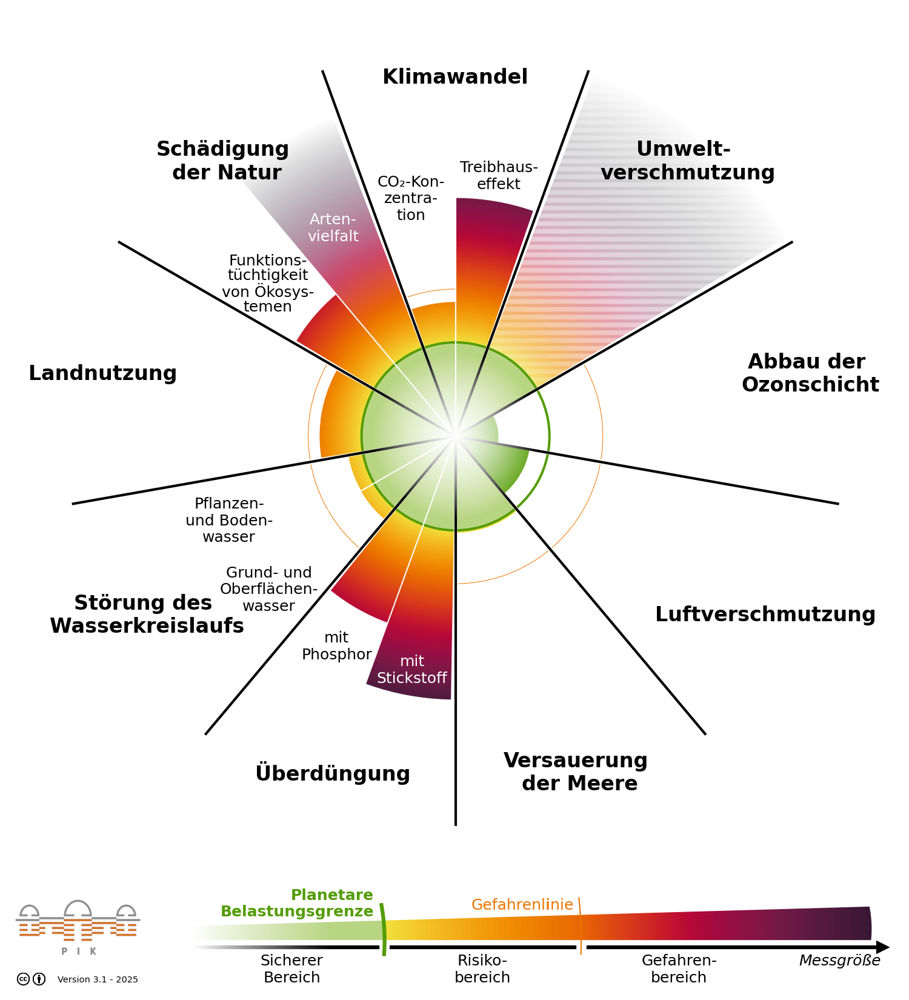 Klimawandel
Schädigung
der Natur
Umwelt-
verschmutzung
CO₂-Kon-
zentra-
tion
Treibhaus-
effekt
Arten-
vielfalt
Funktions-
tüchtigkeit
von Ökosys-
temen
Landnutzung
Abbau der
Ozonschicht
Pflanzen-
und Boden-
wasser
Grund- und
Oberflächen-
wasser
Störung des
Wasserkreislaufs
Luftverschmutzung
mit
Phosphor
mit
Stickstoff
Überdüngung
Versauerung
der Meere
Planetare
Belastungsgrenze
Gefahrenlinie
Sicherer
Bereich
Risiko-
bereich
Gefahren-
bereich
Messgröße
P I K
cc
Version 3.1 - 2025